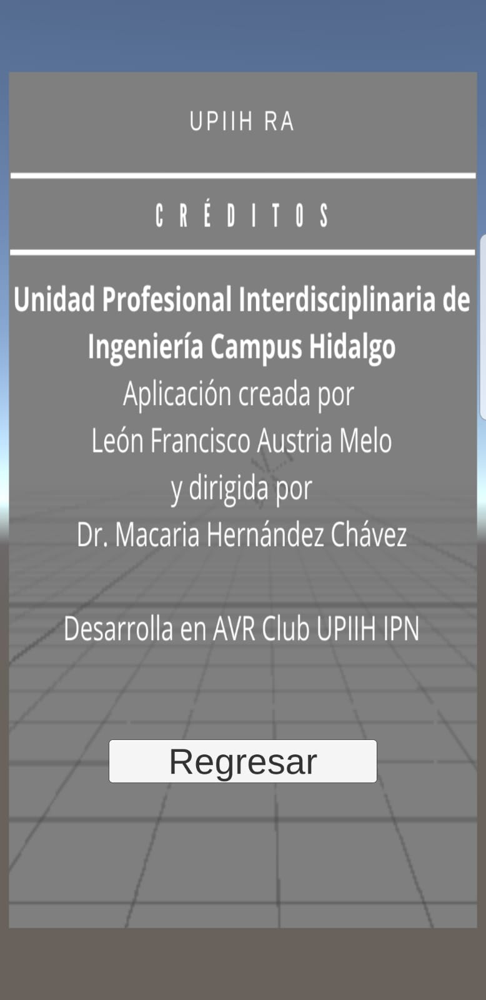 UPIIH RA
CRÉDITOS
Unidad Profesional Interdisciplinaria de
Ingeniería Campus Hidalgo
Aplicación creada por
León Francisco Austria Melo
y dirigida por
Dr. Macaria Hernández Chávez
Desarrolla en AVR Club UPIIH IPN
Regresar